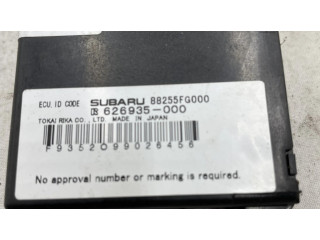 ECU. ID CODE SUBARU 88255FG000
626935-000
TOKAI RIKA CO., LTD. MADE IN JAPAN
F9352099026456
No approval number or marking is required.